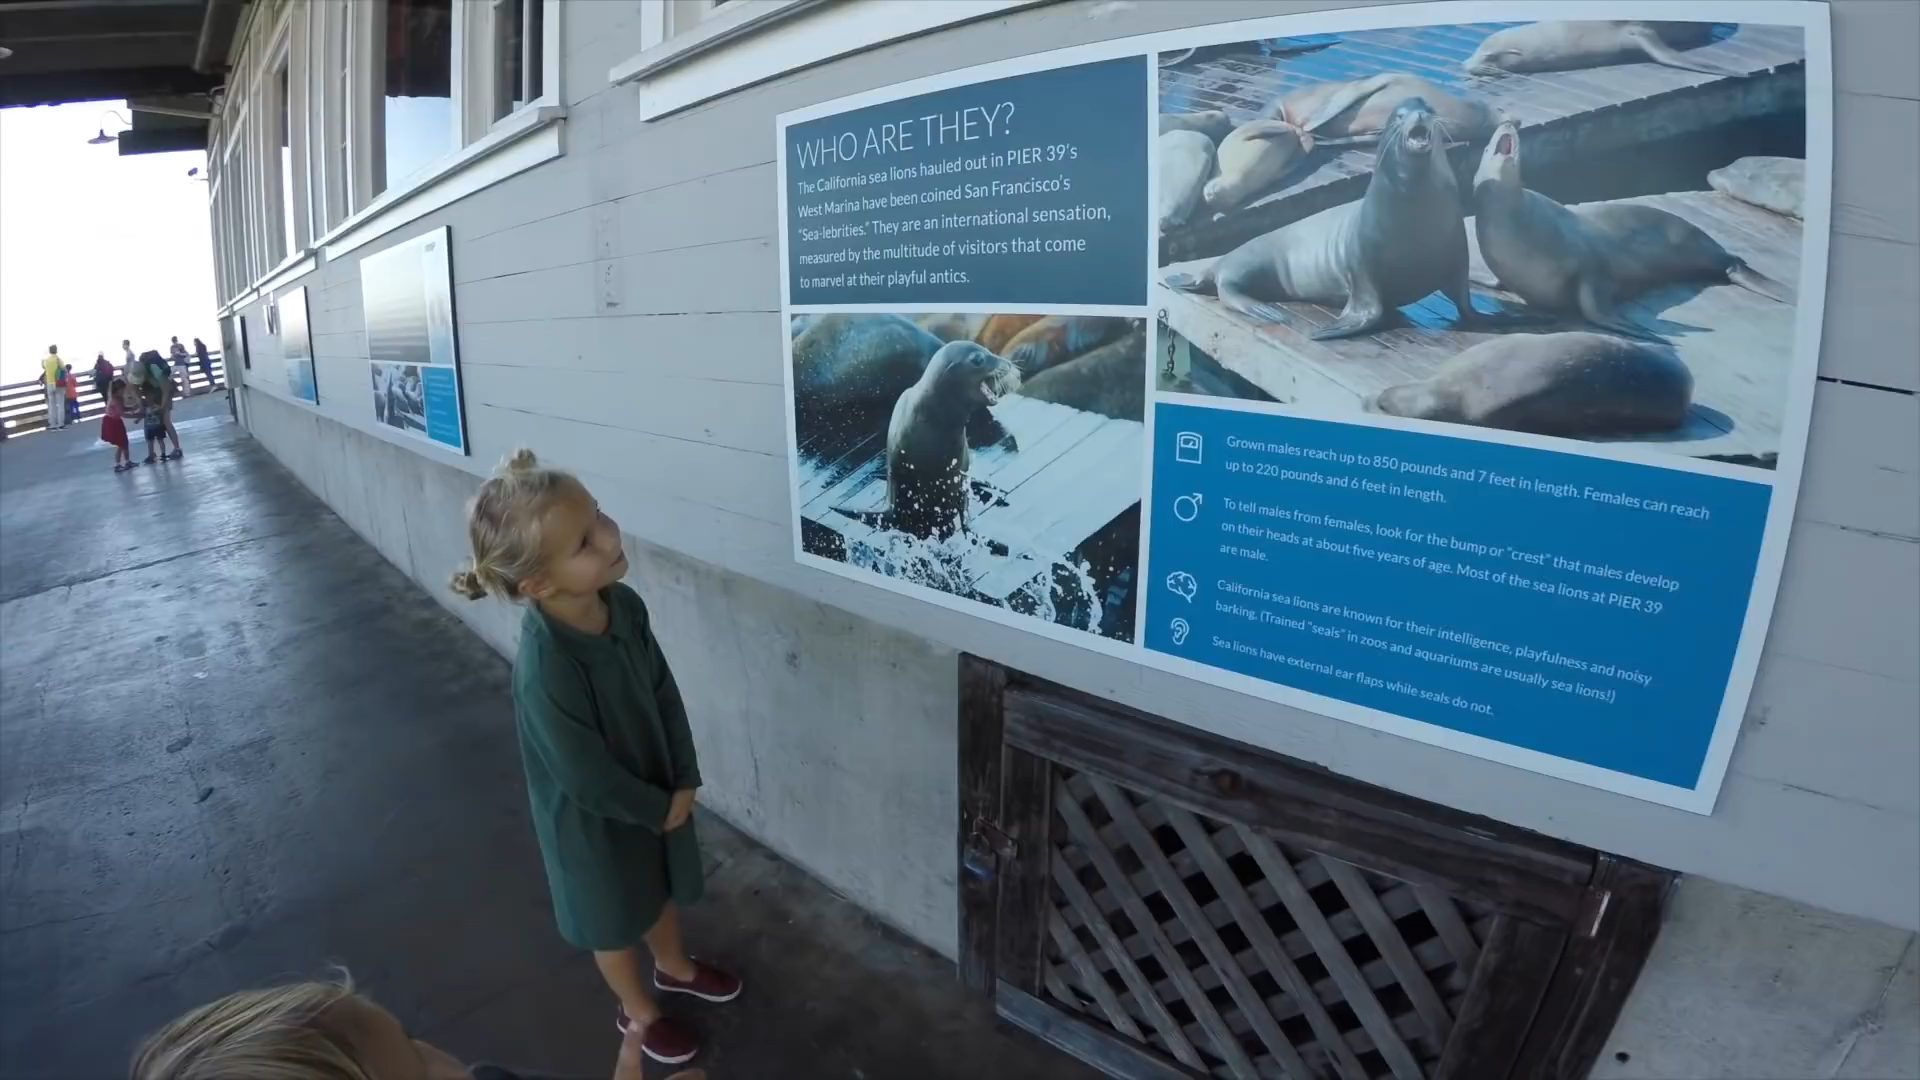 WHO ARE THEY?
The California sea lions hauled out in PIER 39's
West Marina have been coined San Francisco's
"Sea-lebrities." They are an international sensation,
measured by the multitude of visitors that come
to marvel at their playful antics.
Grown males reach up to 850 pounds and 7 feet in length. Females can reach
up to 220 pounds and 6 feet in length.
To tell males from females, look for the bump or "crest" that males develop
on their heads at about five years of age. Most of the sea lions at PIER 39
are male.
California sea lions are known for their intelligence, playfulness and noisy
barking. (Trained "seals" in zoos and aquariums are usually sea lions!)
Sea lions have external ear flaps while seals do not.